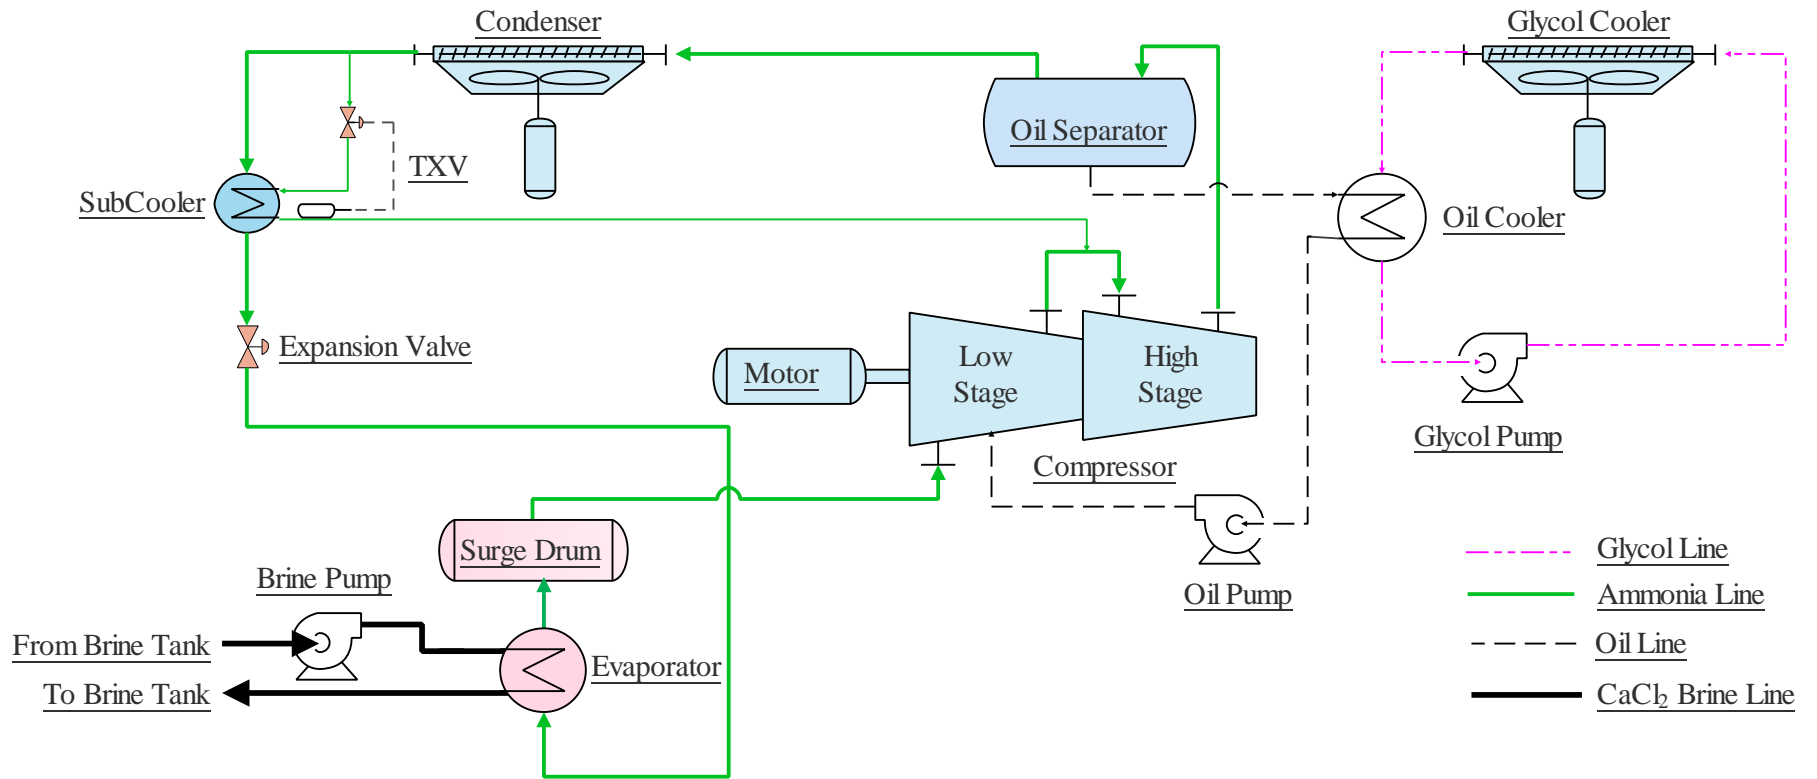 Condenser
Glycol Cooler
Oil Separator
TXV
SubCooler
Oil Cooler
Expansion Valve
Motor
Low
Stage
High
Stage
Glycol Pump
Compressor
Surge Drum
Brine Pump
Oil Pump
From Brine Tank
To Brine Tank
Evaporator
Glycol Line
Ammonia Line
Oil Line
CaCl₂ Brine Line